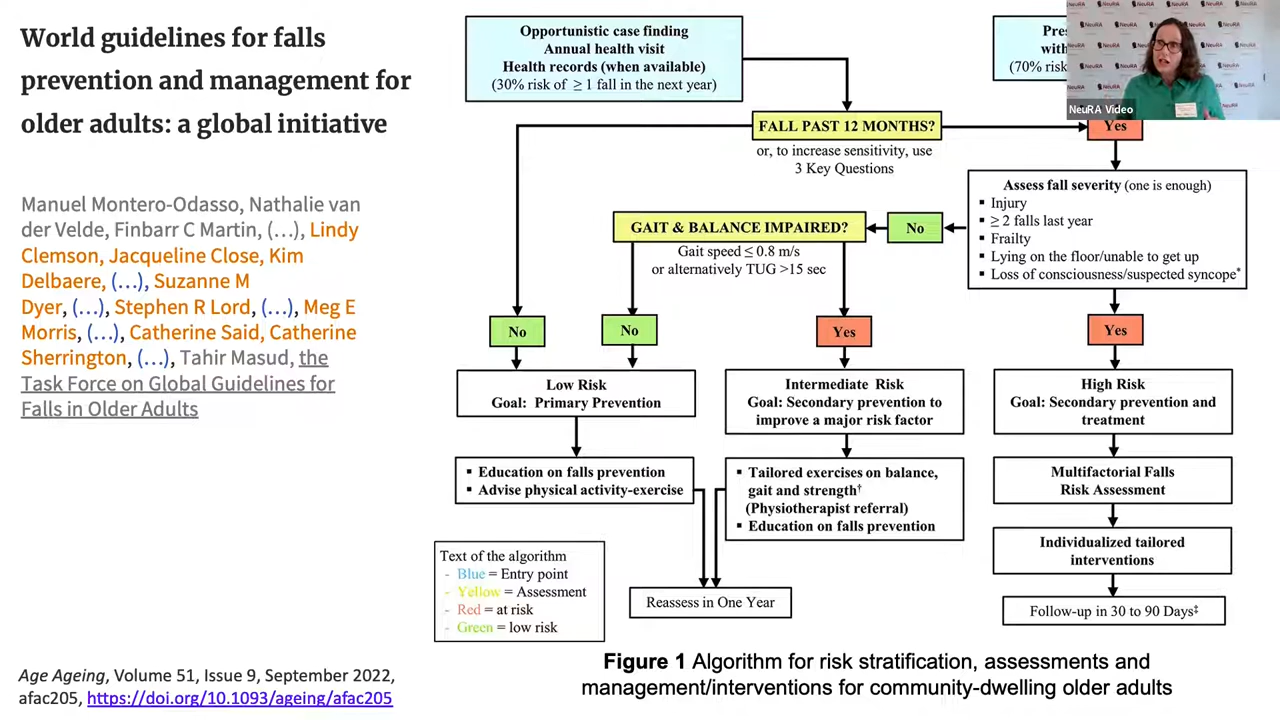 World guidelines for falls
prevention and management for
older adults: a global initiative
Manuel Montero-Odasso, Nathalie van
der Velde, Finbarr C Martin, (...), Lindy
Clemson, Jacqueline Close, Kim
Delbaere, (...), Suzanne M
Dyer, (...), Stephen R Lord, (...), Meg E
Morris, (...), Catherine Said, Catherine
Sherrington, (...), Tahir Masud, the
Task Force on Global Guidelines for
Falls in Older Adults
Age Ageing, Volume 51, Issue 9, September 2022,
afac205, https://doi.org/10.1093/ageing/afac205
Opportunistic case finding
Annual health visit
Health records (when available)
(30% risk of ≥ 1 fall in the next year)
Pres
with
(70% risk
NeuRA
NeuRA Video
FALL PAST 12 MONTHS?
or, to increase sensitivity, use
3 Key Questions
Yes
Assess fall severity (one is enough)
▪ Injury
▪ ≥ 2 falls last year
▪ Frailty
▪ Lying on the floor/unable to get up
▪ Loss of consciousness/suspected syncope*
No
GAIT & BALANCE IMPAIRED?
Gait speed ≤ 0.8 m/s
or alternatively TUG >15 sec
No
No
Yes
Yes
Low Risk
Goal: Primary Prevention
Intermediate Risk
Goal: Secondary prevention to
improve a major risk factor
High Risk
Goal: Secondary prevention and
treatment
▪ Education on falls prevention
▪ Advise physical activity-exercise
▪ Tailored exercises on balance,
gait and strength†
(Physiotherapist referral)
▪ Education on falls prevention
Multifactorial Falls
Risk Assessment
Individualized tailored
interventions
Follow-up in 30 to 90 Days‡
Reassess in One Year
Text of the algorithm
- Blue = Entry point
- Yellow = Assessment
- Red = at risk
- Green = low risk
Figure 1 Algorithm for risk stratification, assessments and
management/interventions for community-dwelling older adults